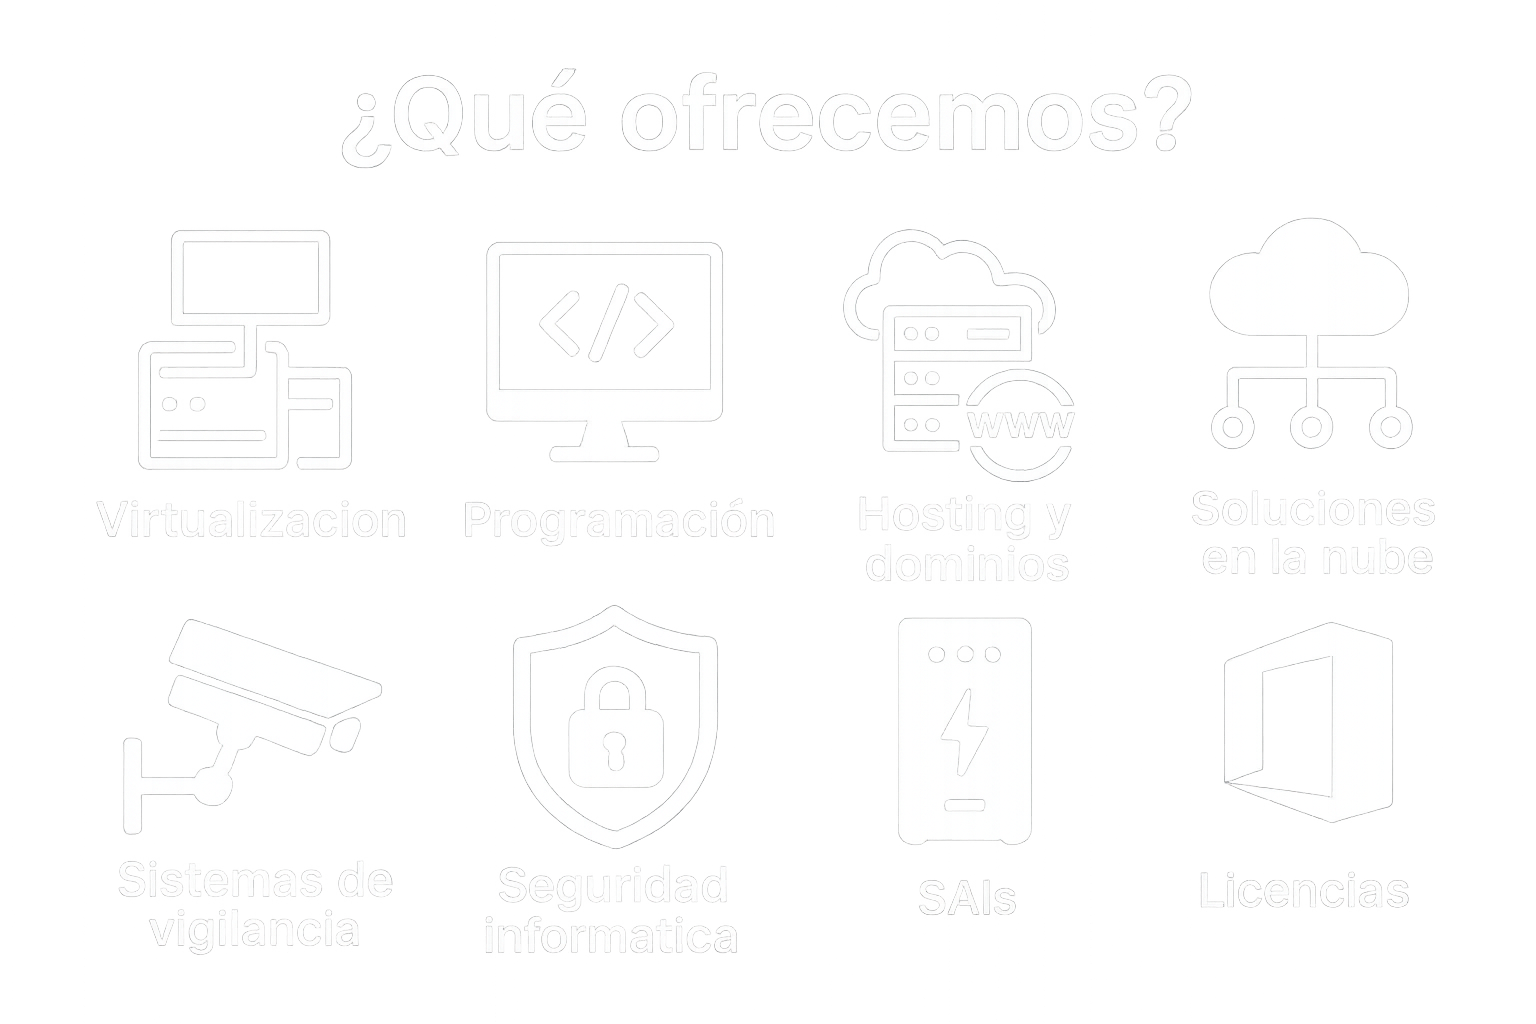 ¿Qué ofrecemos?
</>
www
Virtualizacion
Programación
Hosting y
dominios
Soluciones
en la nube
Sistemas de
vigilancia
Seguridad
informatica
SAIs
Licencias